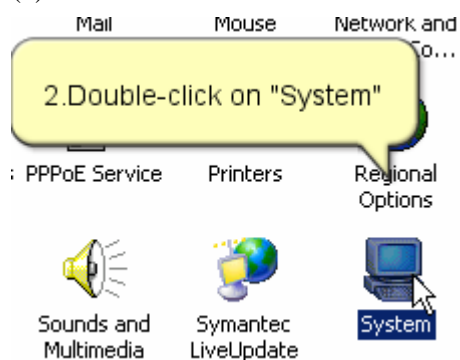 Mail Mouse Network and
Co...
2.Double-click on "System"
: PPPoE Service Printers Regional
Options
Sounds and Symantec System
Multimedia LiveUpdate